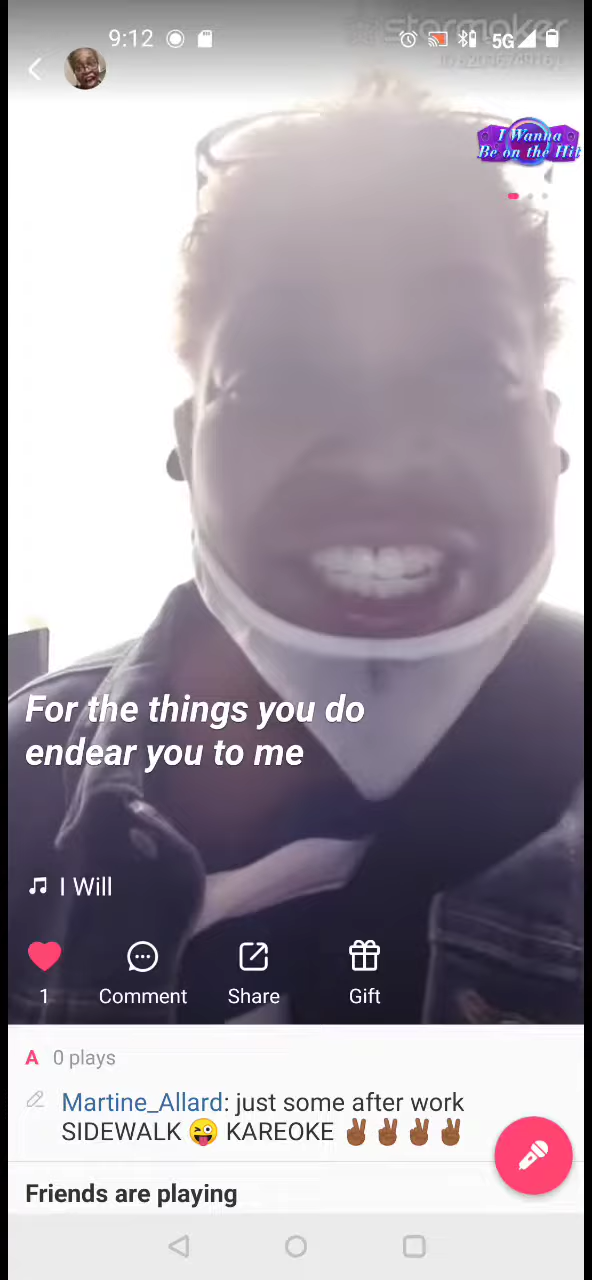 9:12
5G
starmaker
I Wanna
Be on the Hit
For the things you do
endear you to me
I Will
1
Comment
Share
Gift
A 0 plays
Martine_Allard: just some after work
SIDEWALK 😜 KAREOKE ✌🏾 ✌🏾 ✌🏾 ✌🏾
Friends are playing